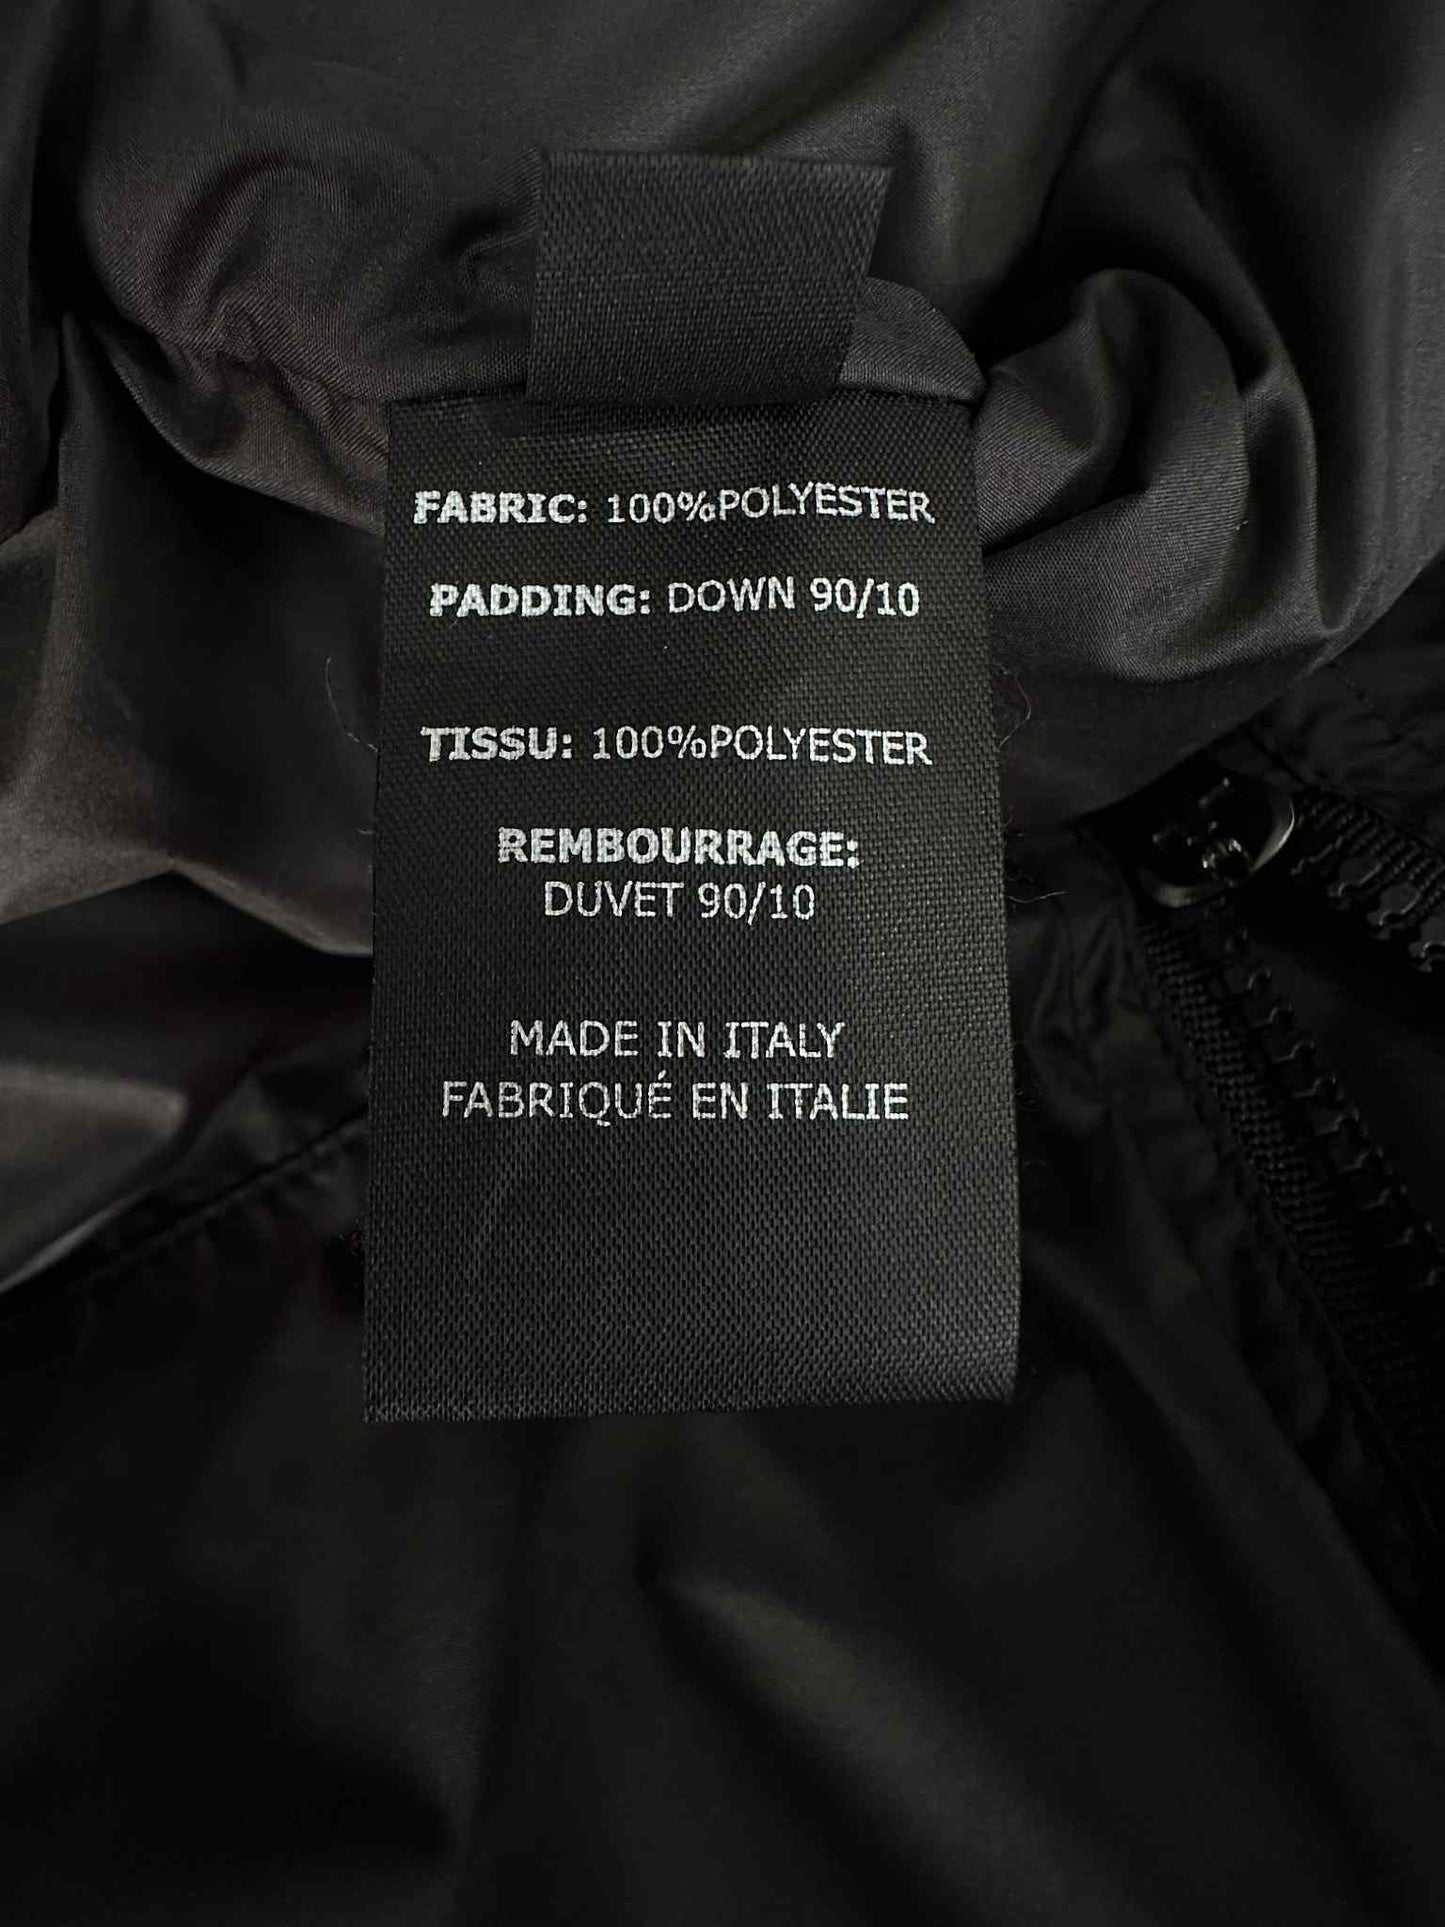 FABRIC: 100%POLYESTER
PADDING: DOWN 90/10
TISSU: 100%POLYESTER
REMBOURRAGE:
DUVET 90/10
MADE IN ITALY
FABRIQUÉ EN ITALIE